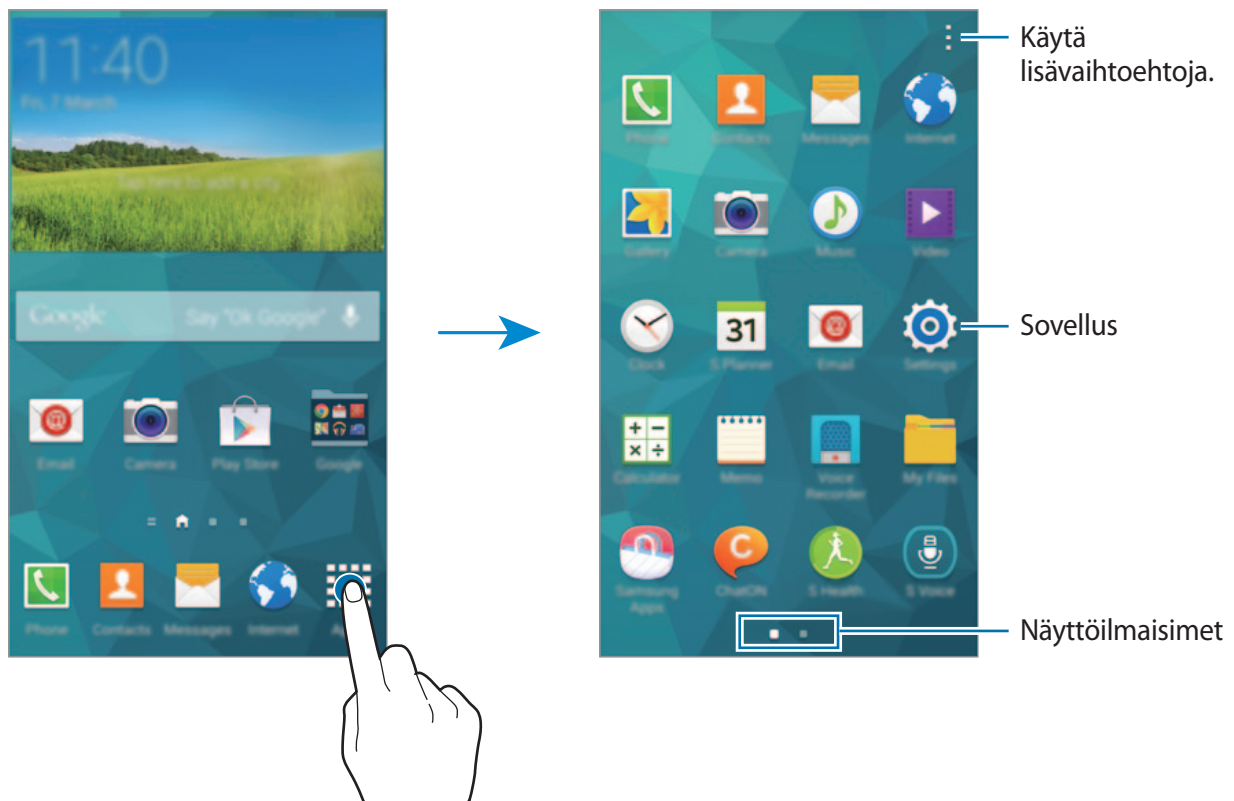 11:40
Fri, 7 March
Tap here to add a city
Google Say "Ok Google"
Email Camera Play Store Google
Phone Contacts Messages Internet
Käytä
lisävaihtoehtoja.
Phone Contacts Messages Internet
Gallery Camera Music Video
31
Sovellus
Clock S Planner Email Settings
Calculator Memo Voice Recorder My Files
C
Samsung Apps ChatON S Health S Voice
Näyttöilmaisimet